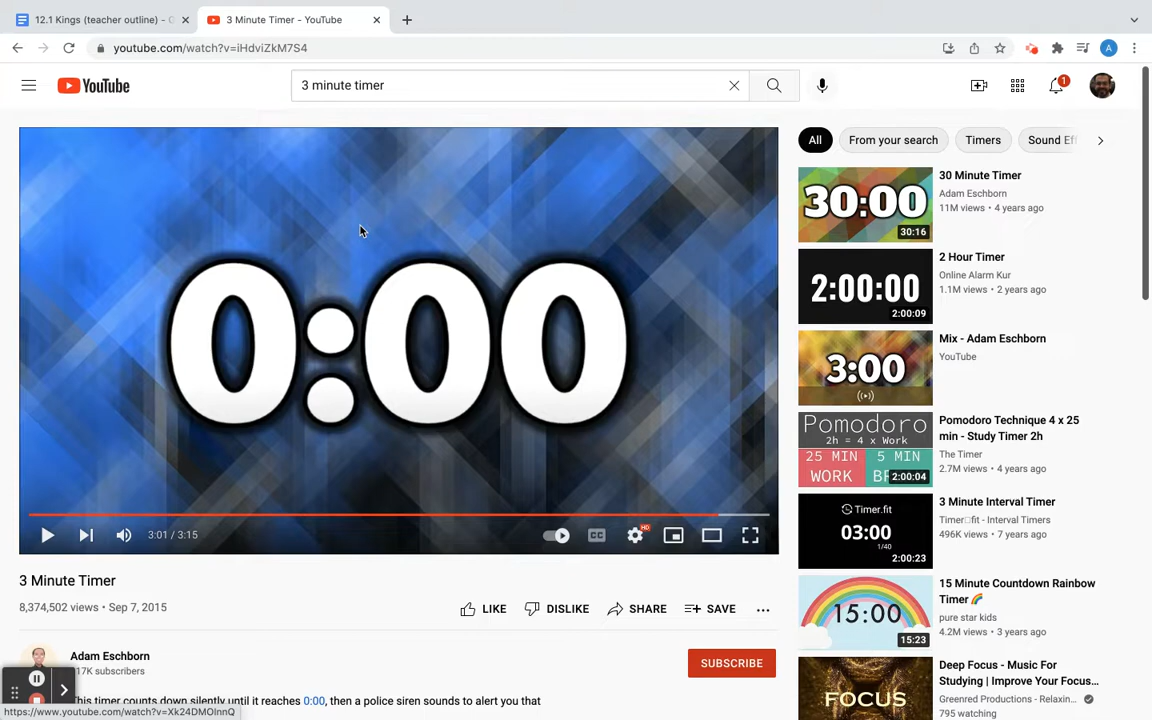 12.1 Kings (teacher outline) - G
3 Minute Timer - YouTube
youtube.com/watch?v=iHdviZkM7S4
A
YouTube
3 minute timer
1
0:00
3:01 / 3:15
CC
HD
3 Minute Timer
8,374,502 views • Sep 7, 2015
LIKE
DISLIKE
SHARE
SAVE
Adam Eschborn
17K subscribers
SUBSCRIBE
This timer counts down silently until it reaches 0:00, then a police siren sounds to alert you that
https://www.youtube.com/watch?v=Xk24DMOlnnQ
All
From your search
Timers
Sound Eff
30:00
30:16
30 Minute Timer
Adam Eschborn
11M views • 4 years ago
2:00:00
2:00:09
2 Hour Timer
Online Alarm Kur
1.1M views • 2 years ago
3:00
Mix - Adam Eschborn
YouTube
Pomodoro
2h = 4 x Work
25 MIN
WORK
5 MIN
2:00:04
Pomodoro Technique 4 x 25
min - Study Timer 2h
The Timer
2.7M views • 4 years ago
Timer.fit
03:00
1/40
2:00:23
3 Minute Interval Timer
Timer fit - Interval Timers
496K views • 7 years ago
15:00
15:23
15 Minute Countdown Rainbow
Timer 🌈
pure star kids
4.2M views • 3 years ago
FOCUS
Deep Focus - Music For
Studying | Improve Your Focus...
Greenred Productions - Relaxin...
795 watching